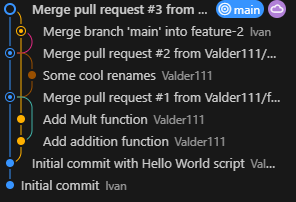 Merge pull request #3 from ... main
Merge branch 'main' into feature-2 Ivan
Merge pull request #2 from Valder111/...
Some cool renames Valder111
Merge pull request #1 from Valder111/f...
Add Mult function Valder111
Add addition function Valder111
Initial commit with Hello World script Val...
Initial commit Ivan